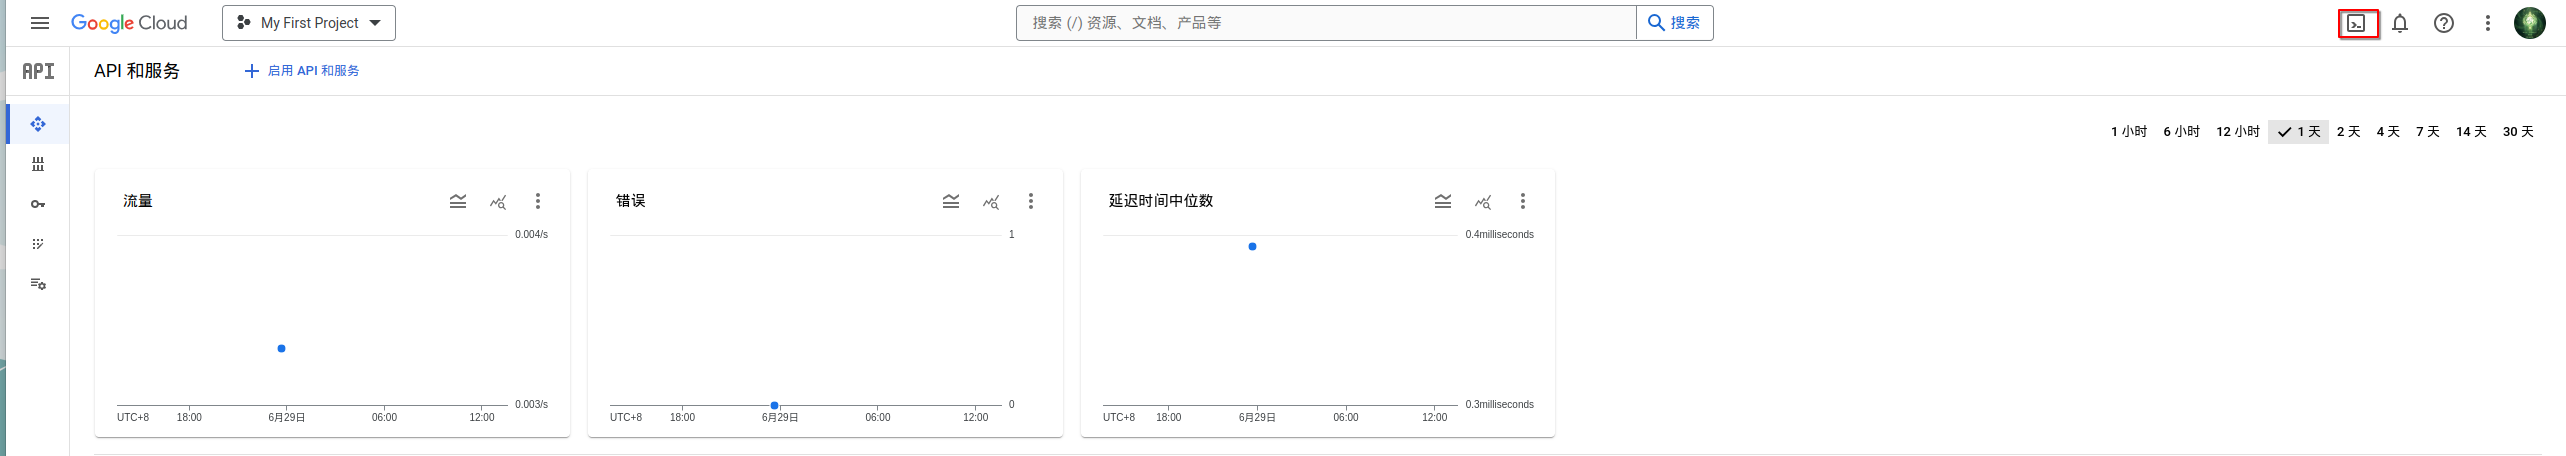 Google Cloud
My First Project
搜索 (/) 资源、文档、产品等
搜索
API
API 和服务
启用 API 和服务
1 小时 6 小时 12 小时 1 天 2 天 4 天 7 天 14 天 30 天
流量
0.004/s
0.003/s
UTC+8 18:00 6月29日 06:00 12:00
错误
1
0
UTC+8 18:00 6月29日 06:00 12:00
延迟时间中位数
0.4milliseconds
0.3milliseconds
UTC+8 18:00 6月29日 06:00 12:00